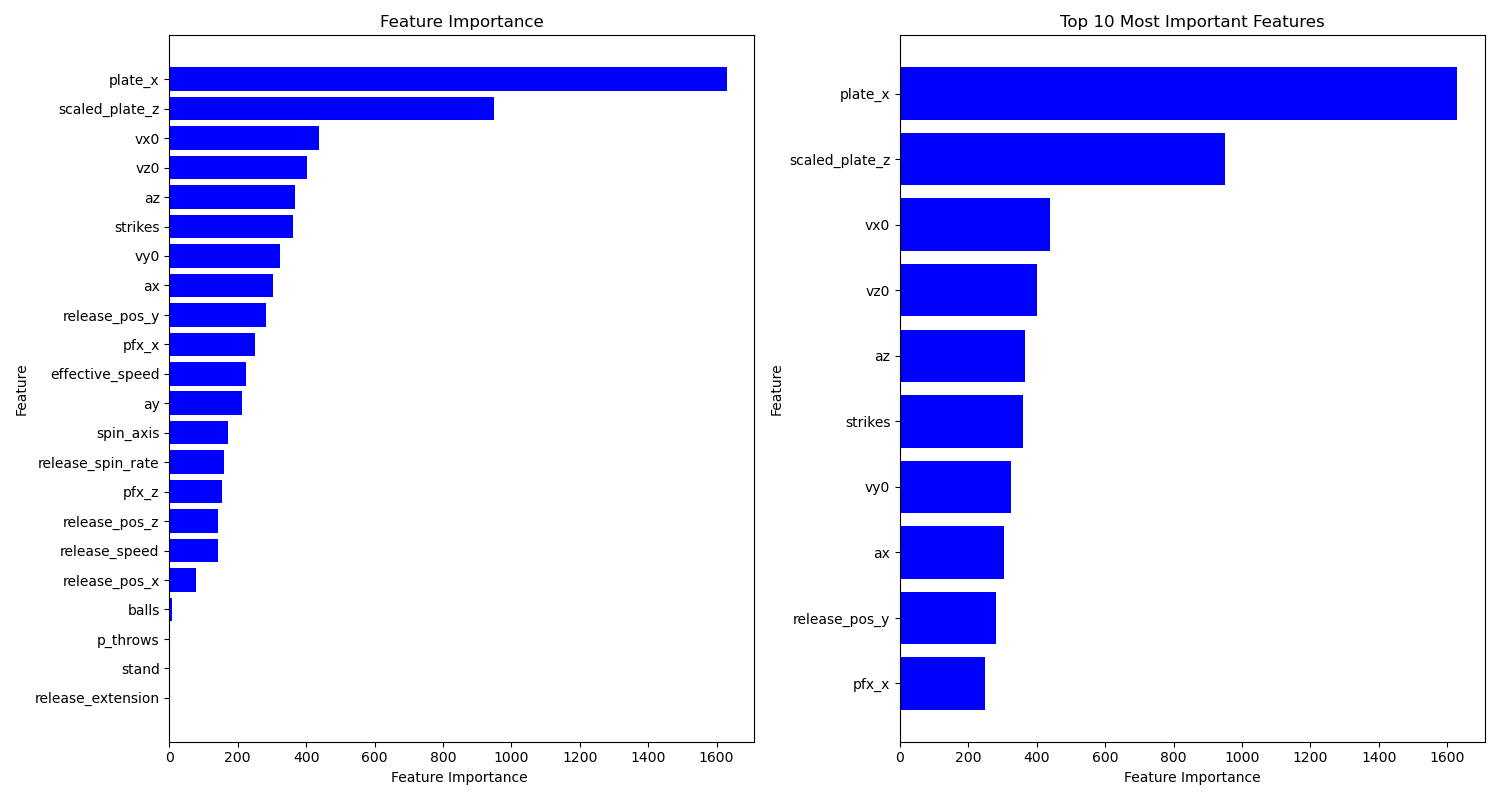 Feature Importance
Feature
plate_x
scaled_plate_z
vx0
vz0
az
strikes
vy0
ax
release_pos_y
pfx_x
effective_speed
ay
spin_axis
release_spin_rate
pfx_z
release_pos_z
release_speed
release_pos_x
balls
p_throws
stand
release_extension
0 200 400 600 800 1000 1200 1400 1600
Feature Importance
Top 10 Most Important Features
Feature
plate_x
scaled_plate_z
vx0
vz0
az
strikes
vy0
ax
release_pos_y
pfx_x
0 200 400 600 800 1000 1200 1400 1600
Feature Importance